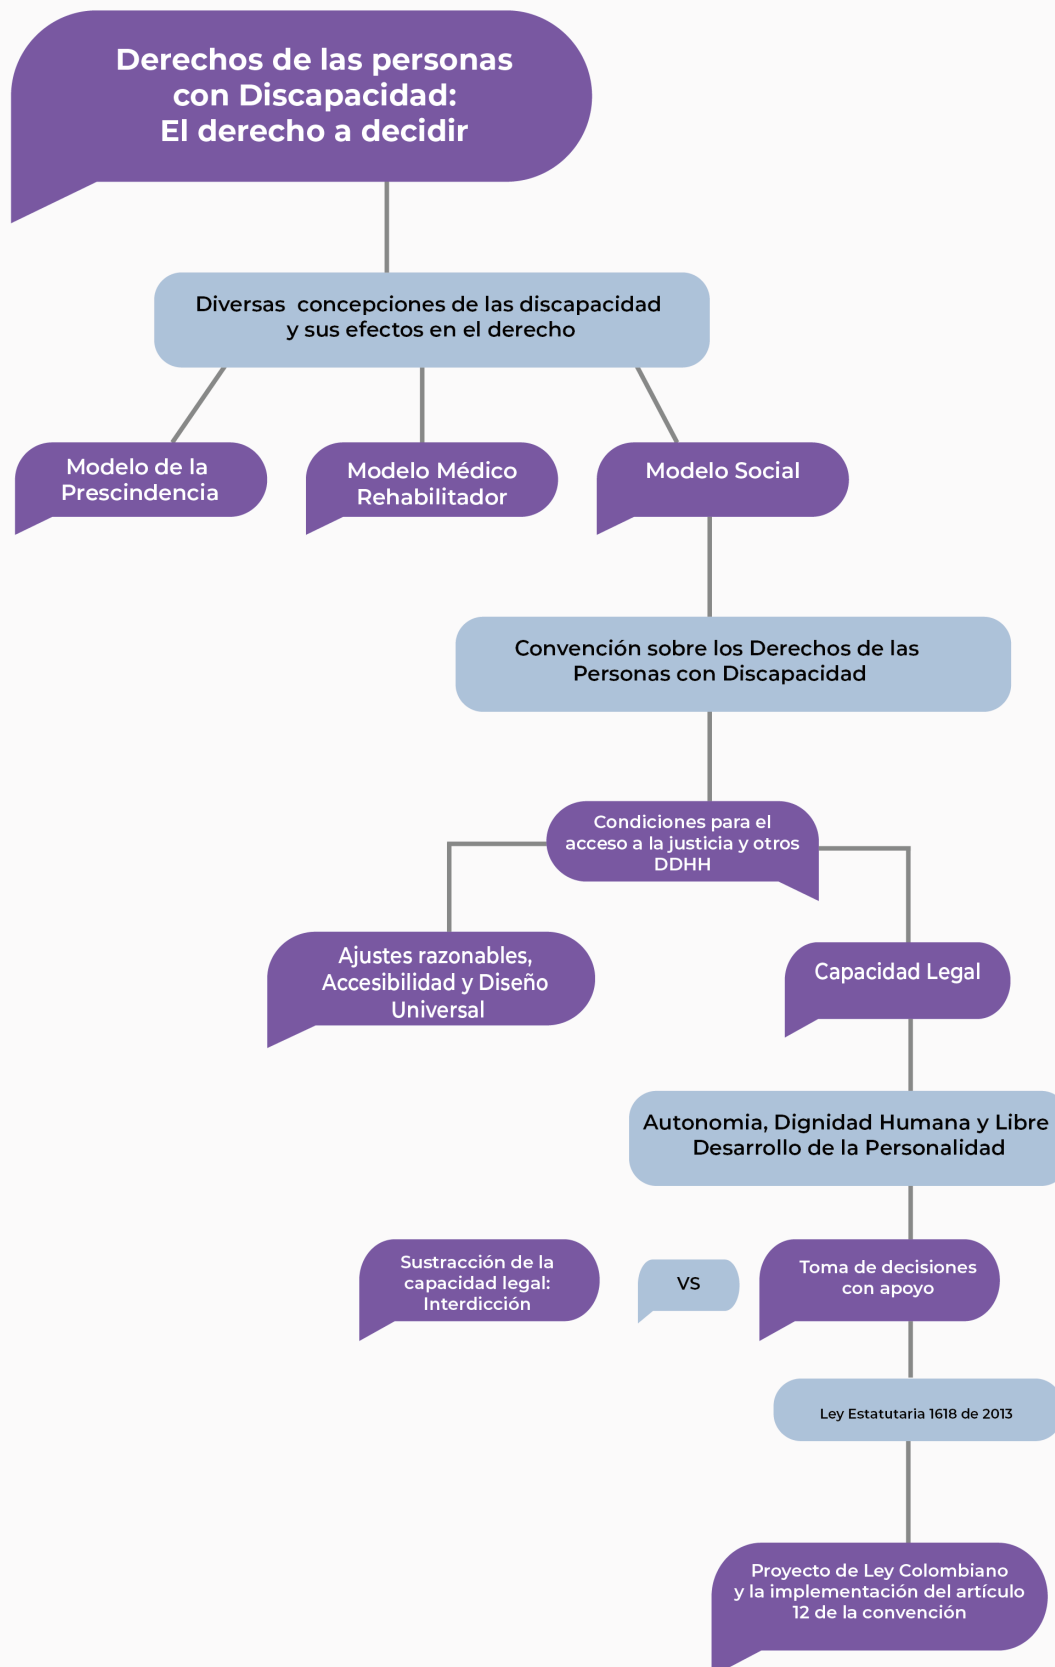 Derechos de las personas
con Discapacidad:
El derecho a decidir
Diversas concepciones de las discapacidad
y sus efectos en el derecho
Modelo de la
Prescindencia
Modelo Médico
Rehabilitador
Modelo Social
Convención sobre los Derechos de las
Personas con Discapacidad
Condiciones para el
acceso a la justicia y otros
DDHH
Ajustes razonables,
Accesibilidad y Diseño
Universal
Capacidad Legal
Autonomia, Dignidad Humana y Libre
Desarrollo de la Personalidad
Sustracción de la
capacidad legal:
Interdicción
VS
Toma de decisiones
con apoyo
Ley Estatutaria 1618 de 2013
Proyecto de Ley Colombiano
y la implementación del artículo
12 de la convención